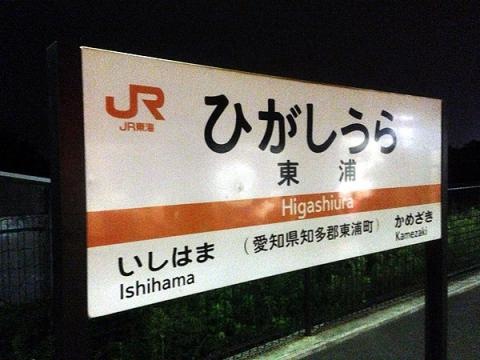 JR
JR東海
ひがしうら
東浦
Higashiura
いしはま
Ishihama
（愛知県知多郡東浦町）
かめざき
Kamezaki